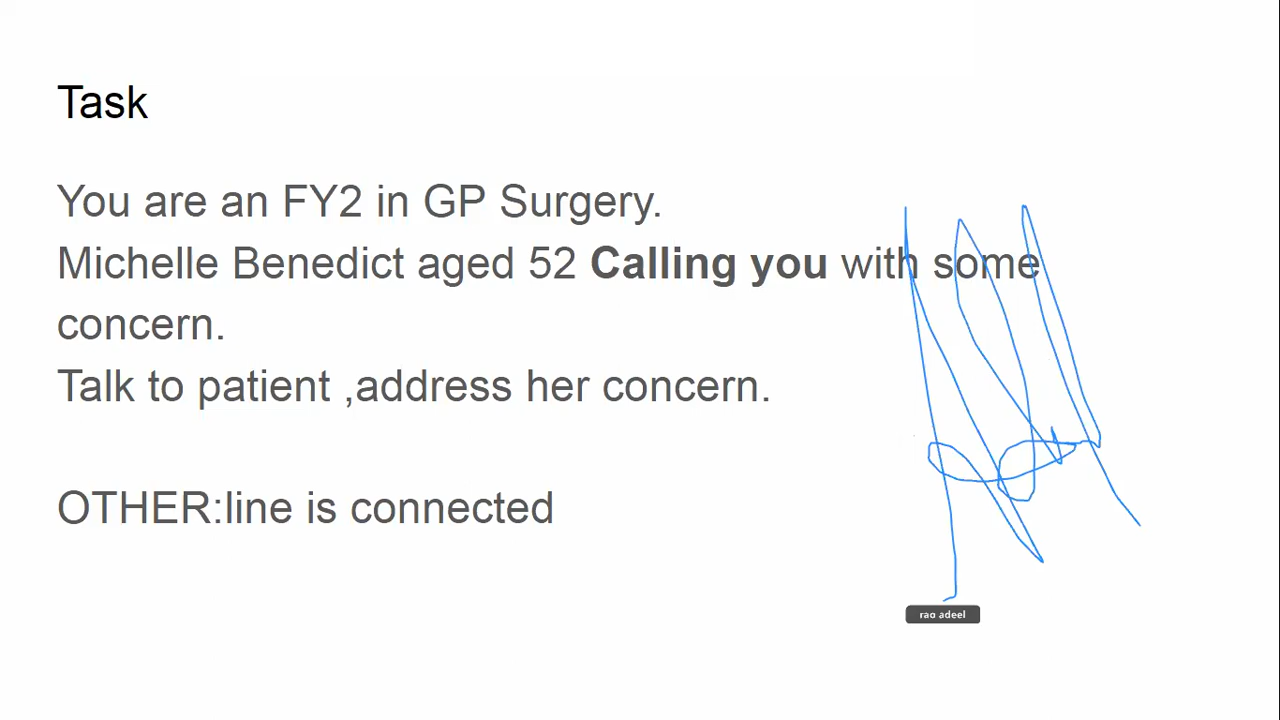 Task
You are an FY2 in GP Surgery.
Michelle Benedict aged 52 Calling you with some
concern.
Talk to patient ,address her concern.
OTHER:line is connected
rao adeel